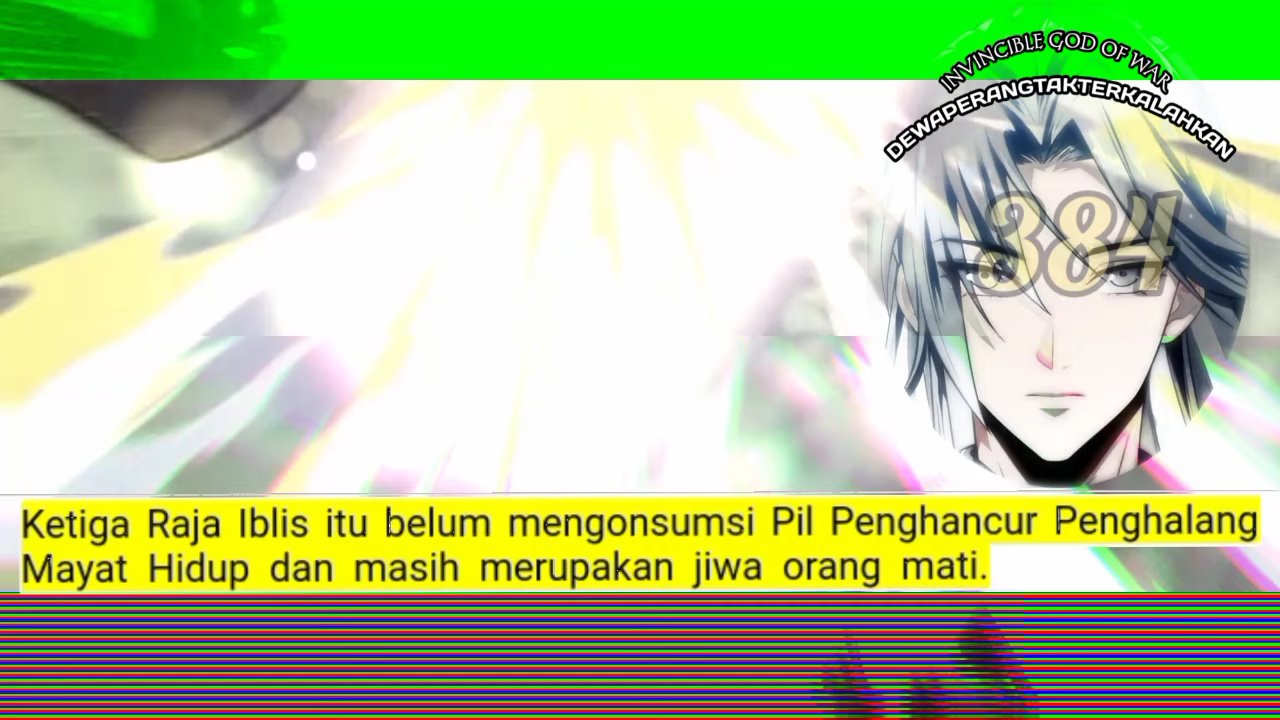 INVINCIBLE GOD OF WAR
DEWAPERANGTAKTERKALAHKAN
384
Ketiga Raja Iblis itu belum mengonsumsi Pil Penghancur Penghalang
Mayat Hidup dan masih merupakan jiwa orang mati.